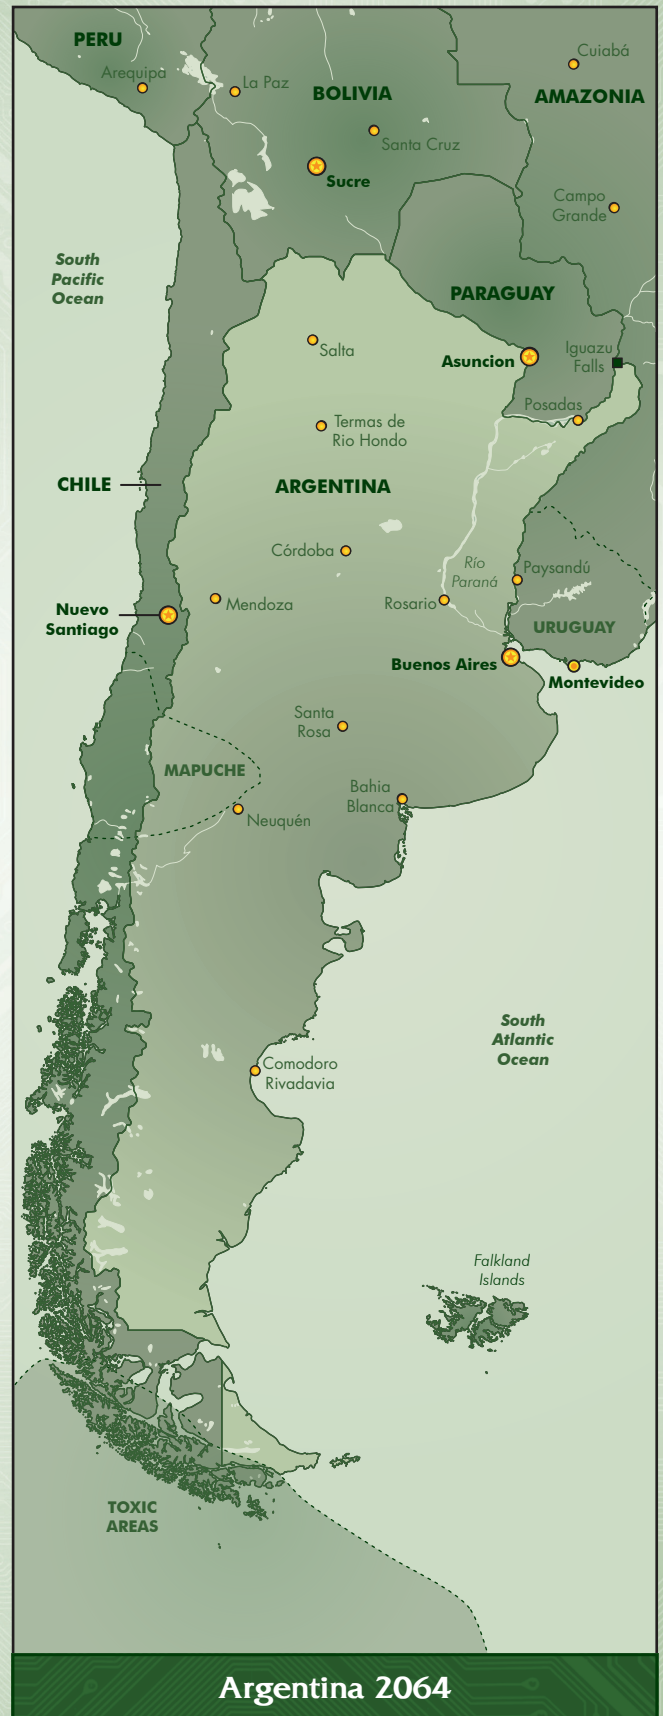 PERU
Arequipa
La Paz
BOLIVIA
Cuiabá
AMAZONIA
Santa Cruz
Sucre
Campo
Grande
South
Pacific
Ocean
PARAGUAY
Salta
Asuncion
Iguazu
Falls
Posadas
Termas de
Rio Hondo
CHILE
ARGENTINA
Córdoba
Río
Paraná
Paysandú
Nuevo
Santiago
Mendoza
Rosario
URUGUAY
Buenos Aires
Montevideo
Santa
Rosa
MAPUCHE
Bahia
Blanca
Neuquén
South
Atlantic
Ocean
Comodoro
Rivadavia
Falkland
Islands
TOXIC
AREAS
Argentina 2064